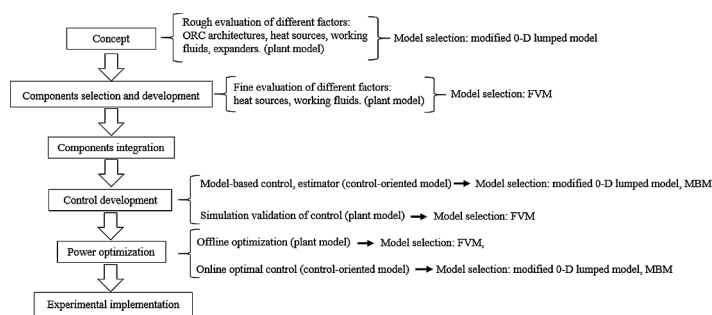 Concept
Rough evaluation of different factors:
ORC architectures, heat sources, working
fluids, expanders. (plant model)
Model selection: modified 0-D lumped model
Components selection and development
Fine evaluation of different factors:
heat sources, working fluids. (plant model)
Model selection: FVM
Components integration
Control development
Model-based control, estimator (control-oriented model)
Model selection: modified 0-D lumped model, MBM
Simulation validation of control (plant model)
Model selection: FVM
Power optimization
Offline optimization (plant model)
Model selection: FVM,
Online optimal control (control-oriented model)
Model selection: modified 0-D lumped model, MBM
Experimental implementation